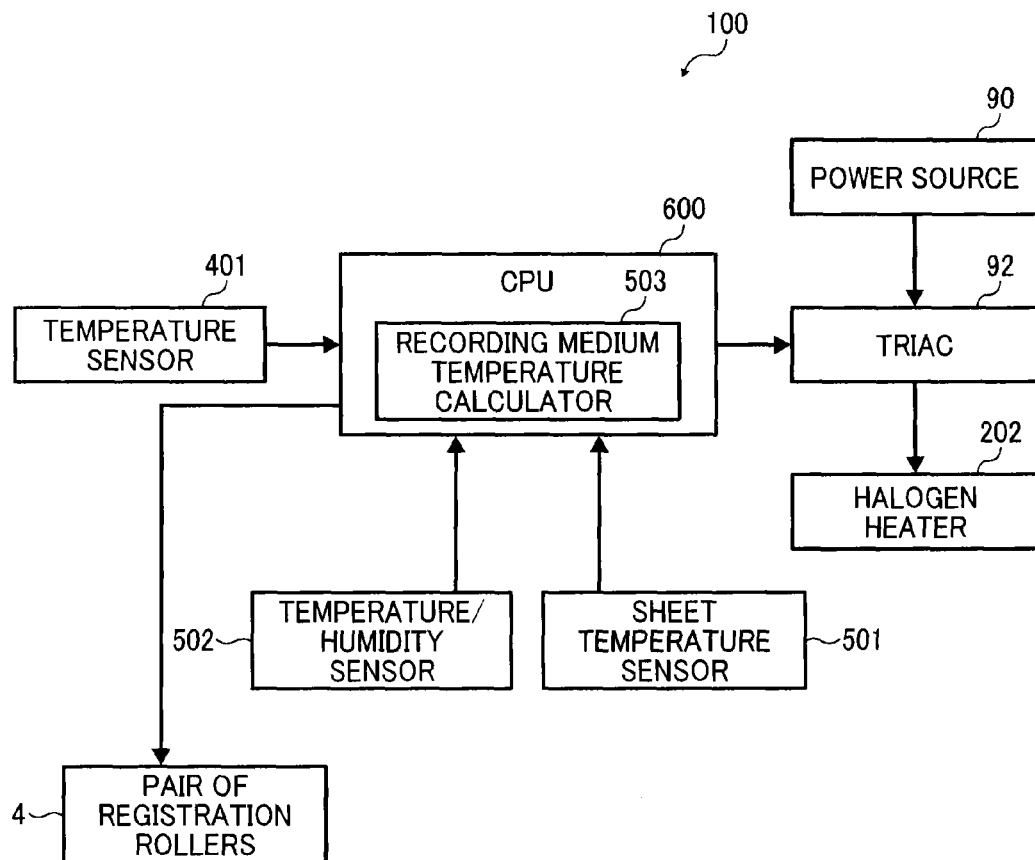 100
90
POWER SOURCE
600
CPU
503
RECORDING MEDIUM
TEMPERATURE
CALCULATOR
401
TEMPERATURE
SENSOR
92
TRIAC
202
HALOGEN
HEATER
502
TEMPERATURE/
HUMIDITY
SENSOR
SHEET
TEMPERATURE
SENSOR
501
4
PAIR OF
REGISTRATION
ROLLERS